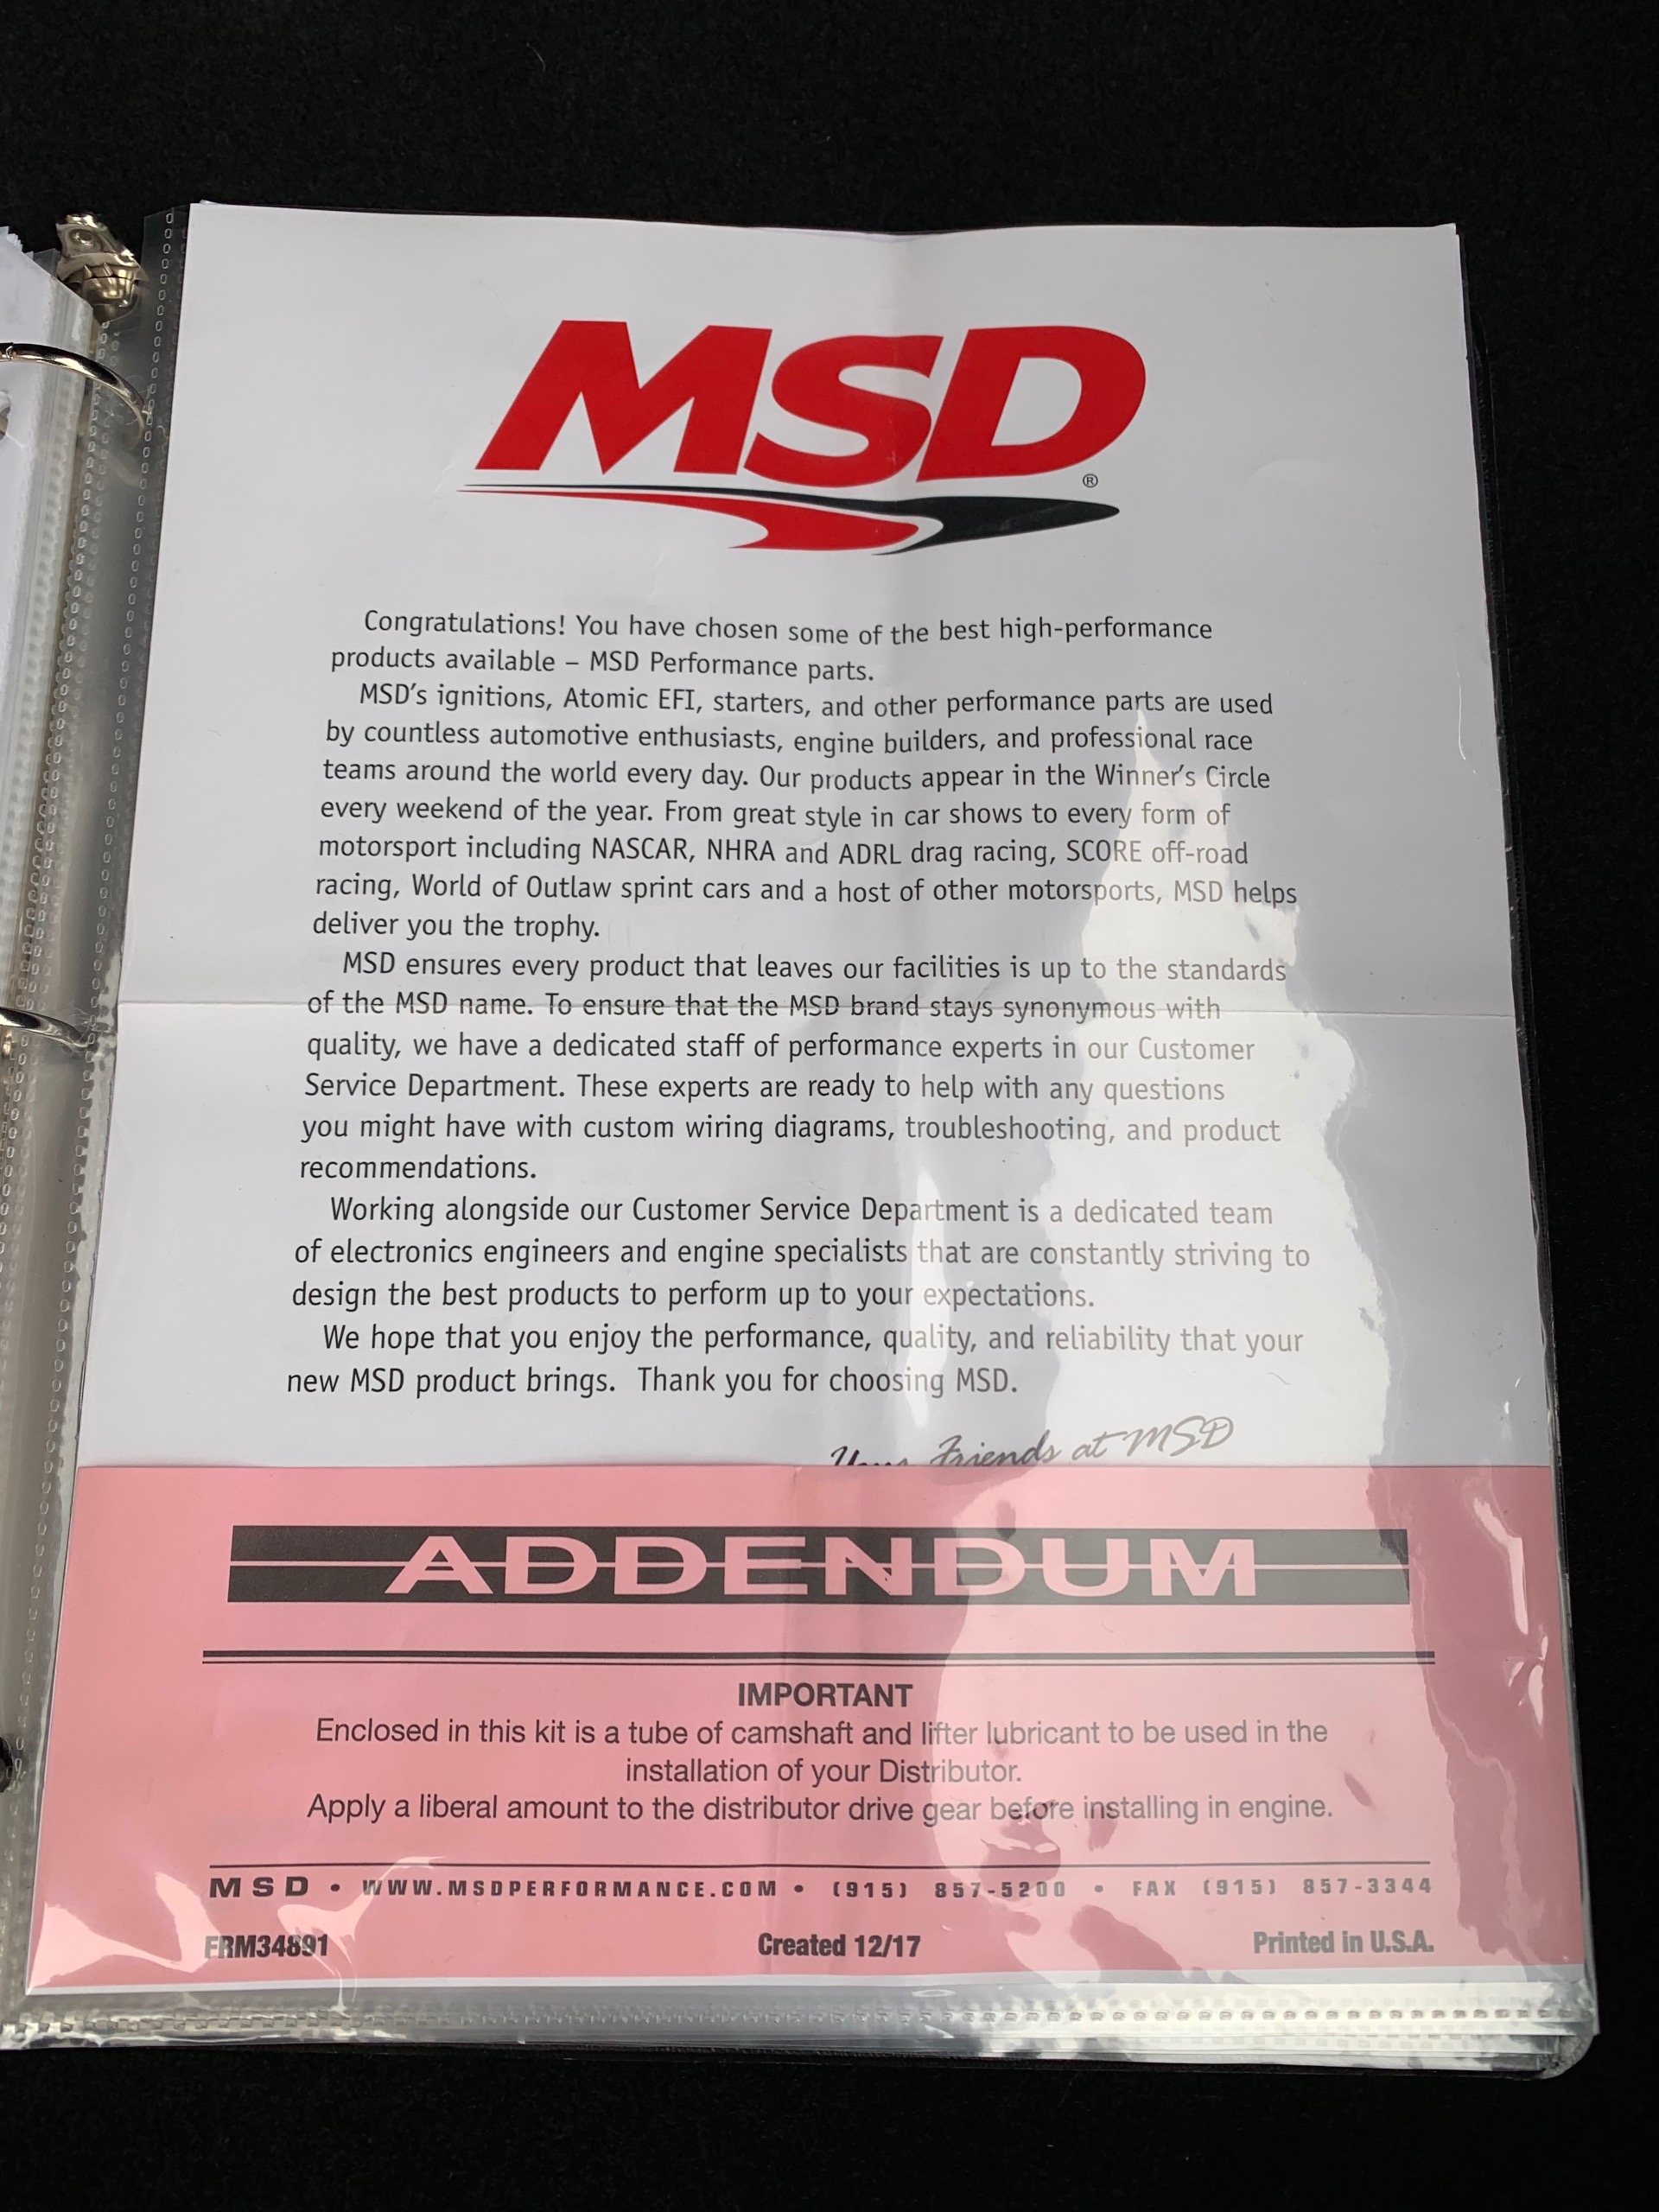 MSD®
Congratulations! You have chosen some of the best high-performance
products available – MSD Performance parts.
MSD's ignitions, Atomic EFI, starters, and other performance parts are used
by countless automotive enthusiasts, engine builders, and professional race
teams around the world every day. Our products appear in the Winner's Circle
every weekend of the year. From great style in car shows to every form of
motorsport including NASCAR, NHRA and ADRL drag racing, SCORE off-road
racing, World of Outlaw sprint cars and a host of other motorsports, MSD helps
deliver you the trophy.
MSD ensures every product that leaves our facilities is up to the standards
of the MSD name. To ensure that the MSD brand stays synonymous with
quality, we have a dedicated staff of performance experts in our Customer
Service Department. These experts are ready to help with any questions
you might have with custom wiring diagrams, troubleshooting, and product
recommendations.
Working alongside our Customer Service Department is a dedicated team
of electronics engineers and engine specialists that are constantly striving to
design the best products to perform up to your expectations.
We hope that you enjoy the performance, quality, and reliability that your
new MSD product brings.  Thank you for choosing MSD.
Your Friends at MSD
ADDENDUM
IMPORTANT
Enclosed in this kit is a tube of camshaft and lifter lubricant to be used in the
installation of your Distributor.
Apply a liberal amount to the distributor drive gear before installing in engine.
MSD • WWW.MSDPERFORMANCE.COM • (915) 857-5200 • FAX (915) 857-3344
FRM34891 Created 12/17 Printed in U.S.A.